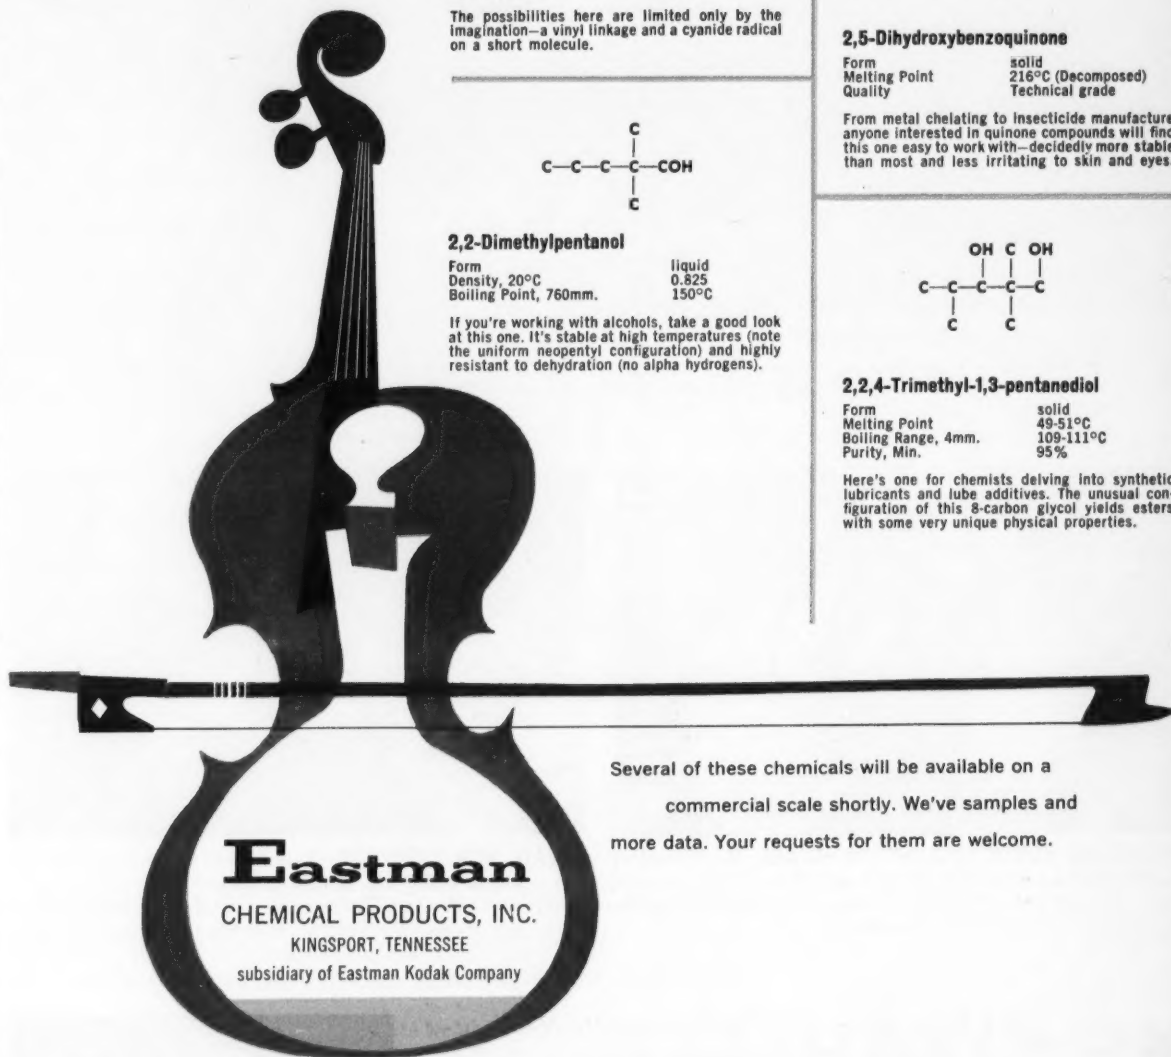 The possibilities here are limited only by the
imagination—a vinyl linkage and a cyanide radical
on a short molecule.
C
C—C—C—C—COH
C
2,2-Dimethylpentanol
Form liquid
Density, 20°C 0.825
Boiling Point, 760mm. 150°C
If you're working with alcohols, take a good look
at this one. It's stable at high temperatures (note
the uniform neopentyl configuration) and highly
resistant to dehydration (no alpha hydrogens).
2,5-Dihydroxybenzoquinone
Form solid
Melting Point 216°C (Decomposed)
Quality Technical grade
From metal chelating to insecticide manufacture
anyone interested in quinone compounds will find
this one easy to work with—decidedly more stable
than most and less irritating to skin and eyes.
OH C OH
C—C—C—C—C
C C
2,2,4-Trimethyl-1,3-pentanediol
Form solid
Melting Point 49-51°C
Boiling Range, 4mm. 109-111°C
Purity, Min. 95%
Here's one for chemists delving into synthetic
lubricants and lube additives. The unusual con-
figuration of this 8-carbon glycol yields esters
with some very unique physical properties.
Several of these chemicals will be available on a
commercial scale shortly. We've samples and
more data. Your requests for them are welcome.
Eastman
CHEMICAL PRODUCTS, INC.
KINGSPORT, TENNESSEE
subsidiary of Eastman Kodak Company